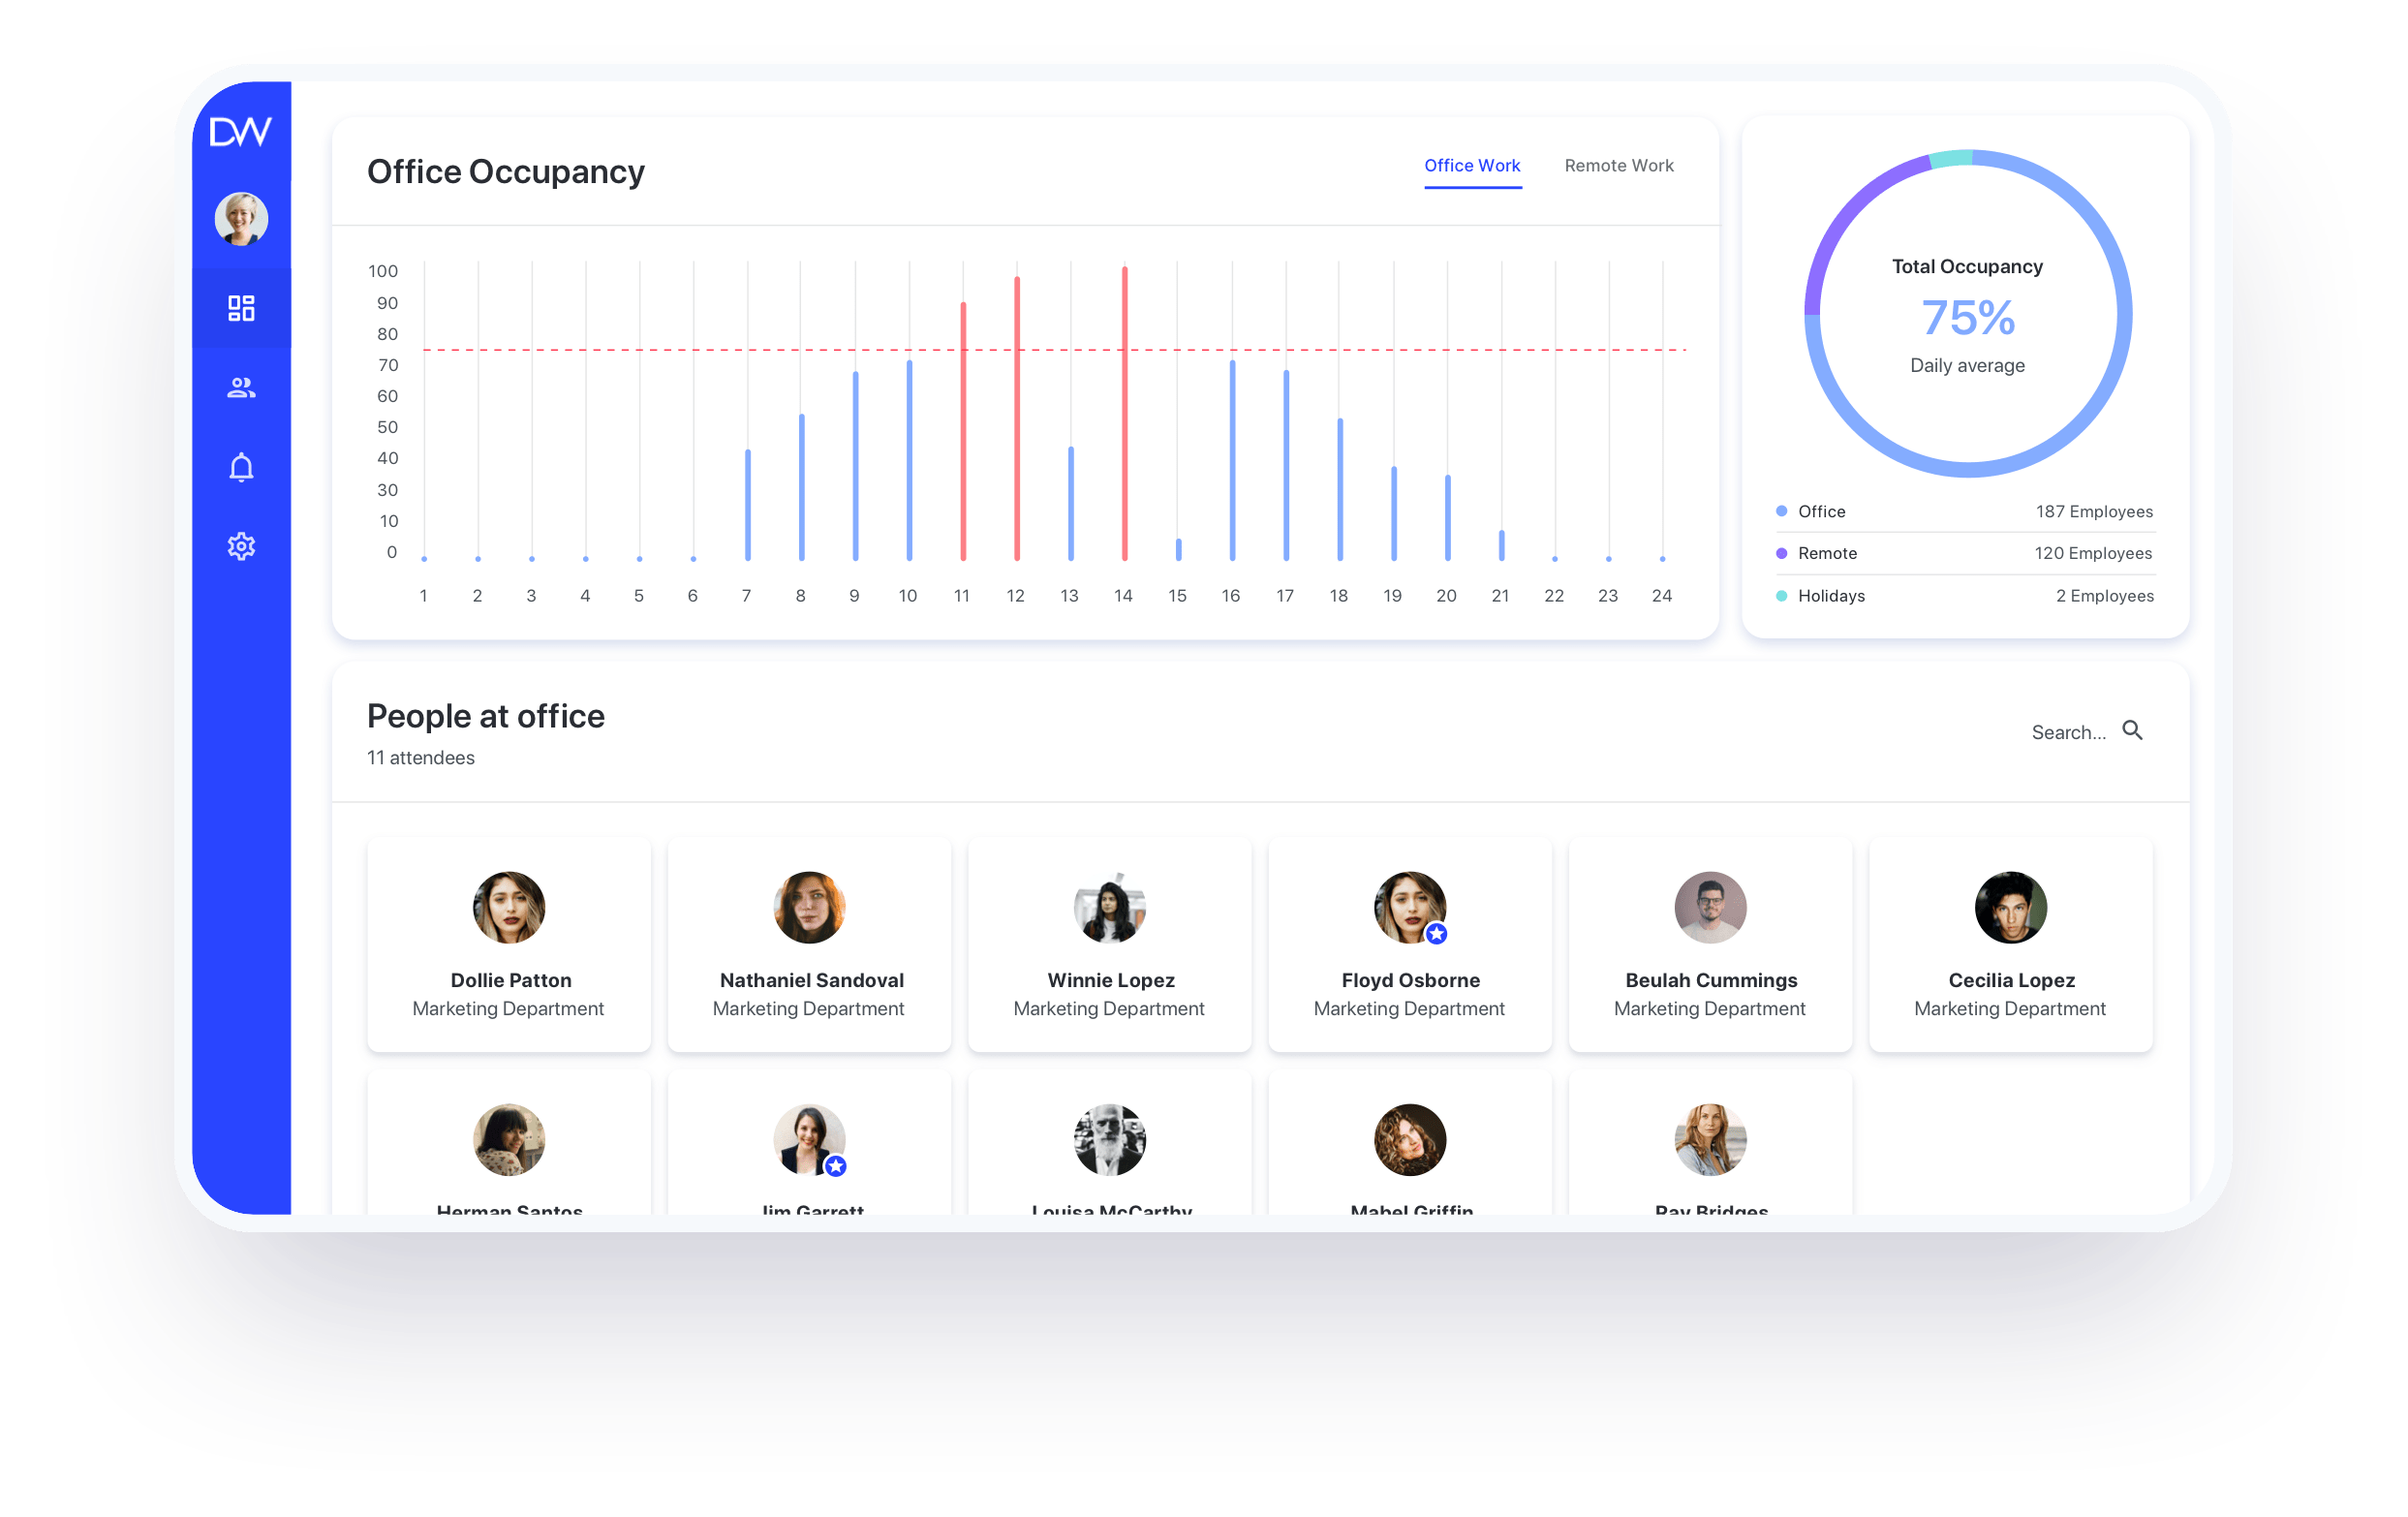 DW
Office Occupancy
Office Work
Remote Work
100
90
80
70
60
50
40
30
10
0
1 2 3 4 5 6 7 8 9 10 11 12 13 14 15 16 17 18 19 20 21 22 23 24
Total Occupancy
75%
Daily average
Office 187 Employees
Remote 120 Employees
Holidays 2 Employees
People at office
11 attendees
Search...
Dollie Patton
Marketing Department
Nathaniel Sandoval
Marketing Department
Winnie Lopez
Marketing Department
Floyd Osborne
Marketing Department
Beulah Cummings
Marketing Department
Cecilia Lopez
Marketing Department
Herman Santos
Jim Garrett
Louisa McCarthy
Mabel Griffin
Ray Bridges